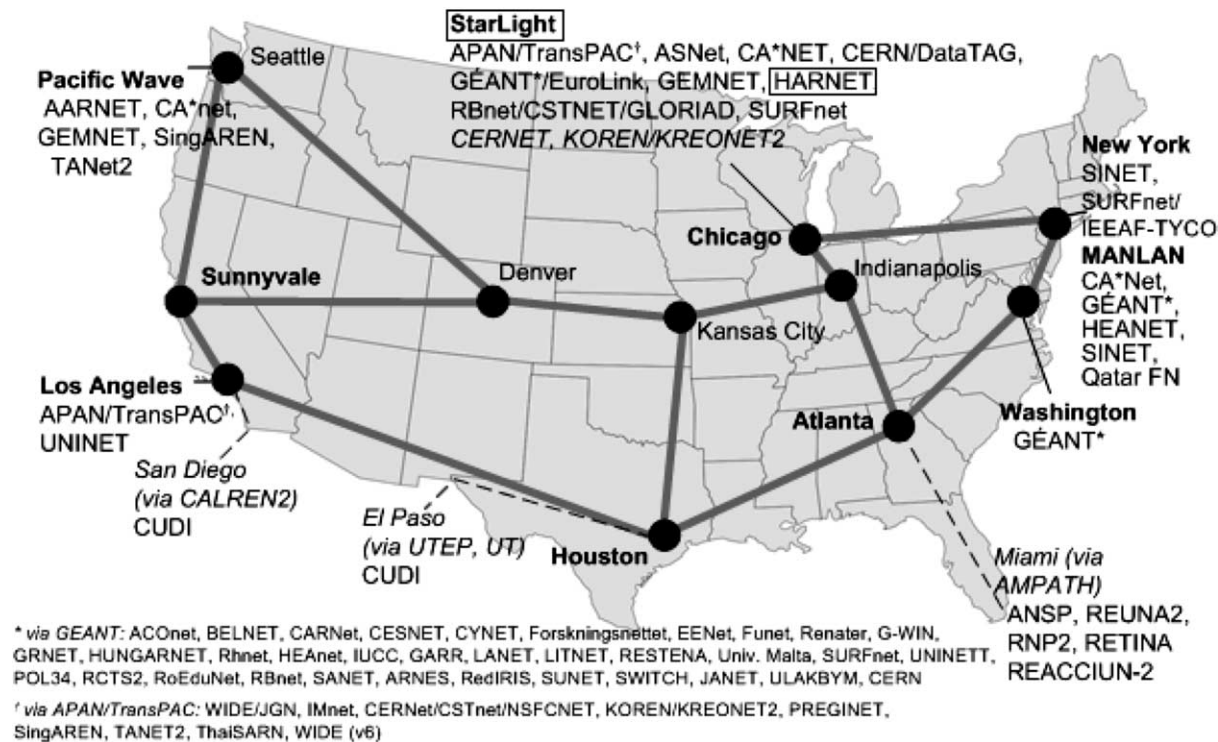 StarLight
APAN/TransPAC†, ASNet, CA*NET, CERN/DataTAG,
GÉANT*/EuroLink, GEMNET, HARNET
RBnet/CSTNET/GLORIAD, SURFnet
CERNET, KOREN/KREONET2
Seattle
Pacific Wave
AARNET, CA*net,
GEMNET, SingAREN,
TANet2
New York
SINET,
SURFnet/
IEEAF-TYCO
MANLAN
CA*Net,
GÉANT*,
HEANET,
SINET,
Qatar FN
Chicago
Indianapolis
Sunnyvale
Denver
Kansas City
Los Angeles
APAN/TransPAC†,
UNINET
San Diego
(via CALREN2)
CUDI
El Paso
(via UTEP, UT)
CUDI
Houston
Atlanta
Washington
GÉANT*
Miami (via
AMPATH)
ANSP, REUNA2,
RNP2, RETINA
REACCIUN-2
* via GEANT: ACOnet, BELNET, CARNet, CESNET, CYNET, Forskningsnettet, EENet, Funet, Renater, G-WIN,
GRNET, HUNGARNET, Rhnet, HEAnet, IUCC, GARR, LANET, LITNET, RESTENA, Univ. Malta, SURFnet, UNINETT,
POL34, RCTS2, RoEduNet, RBnet, SANET, ARNES, RedIRIS, SUNET, SWITCH, JANET, ULAKBYM, CERN
† via APAN/TransPAC: WIDE/JGN, IMnet, CERNet/CSTnet/NSFCNET, KOREN/KREONET2, PREGINET,
SingAREN, TANET2, ThaiSARN, WIDE (v6)